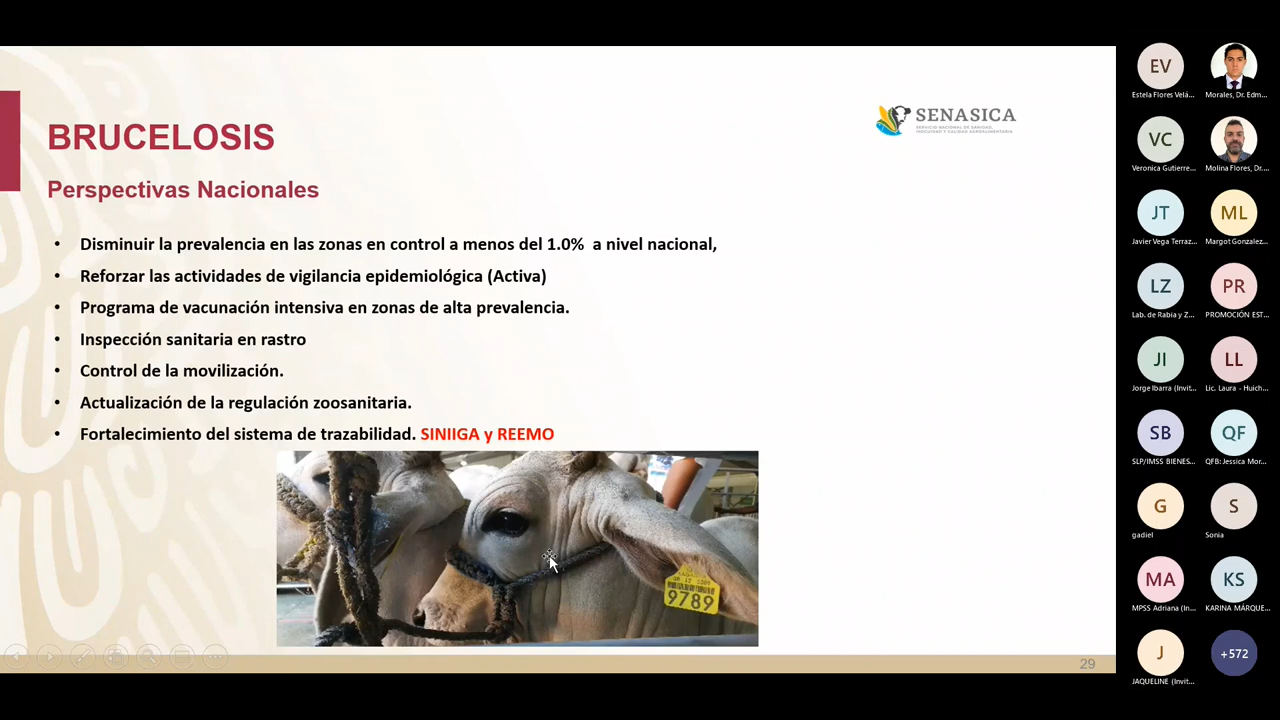 BRUCELOSIS
SENASICA
SERVICIO NACIONAL DE SANIDAD,
INOCUIDAD Y CALIDAD AGROALIMENTARIA
Perspectivas Nacionales
• Disminuir la prevalencia en las zonas en control a menos del 1.0%  a nivel nacional,
• Reforzar las actividades de vigilancia epidemiológica (Activa)
• Programa de vacunación intensiva en zonas de alta prevalencia.
• Inspección sanitaria en rastro
• Control de la movilización.
• Actualización de la regulación zoosanitaria.
• Fortalecimiento del sistema de trazabilidad. SINIIGA y REEMO
9789
29
EV
Estela Flores Velá...
Morales, Dr. Edm...
VC
Veronica Gutierre...
Molina Flores, Dr....
JT
Javier Vega Terraz...
ML
Margot Gonzalez...
LZ
Lab. de Rabia y Z...
PR
PROMOCIÓN EST...
JI
Jorge Ibarra (Invit...
LL
Lic. Laura - Huich...
SB
SLP/IMSS BIENES...
QF
QFB: Jessica Mor...
G
gadiel
S
Sonia
MA
MPSS Adriana (In...
KS
KARINA MÁRQUE...
J
JAQUELINE (Invit...
+572